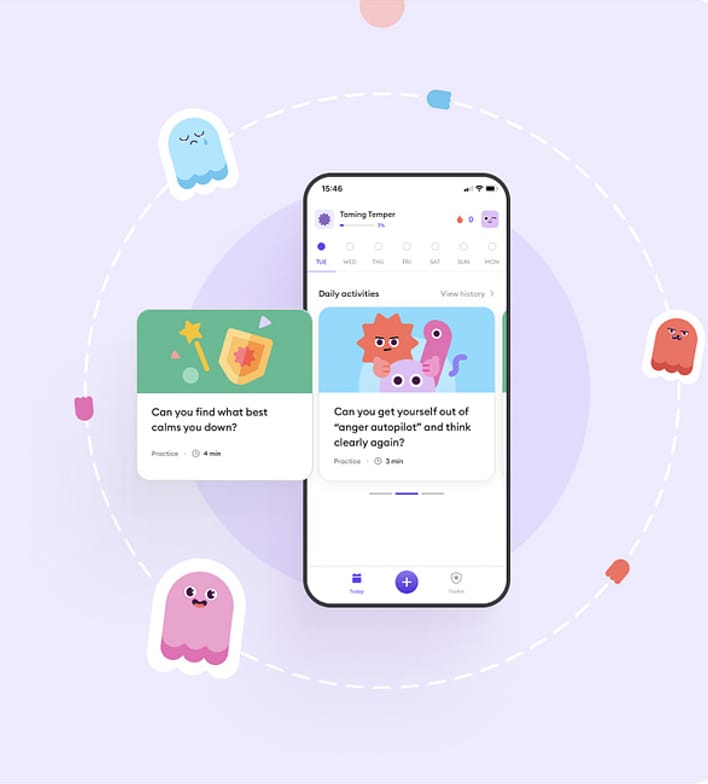 15:46
Taming Temper
3%
0
TUE WED THU FRI SAT SUN MON
Daily activities View history
Can you find what best
calms you down?
Practice · 4 min
Can you get yourself out of
“anger autopilot” and think
clearly again?
Practice · 3 min
Today Toolkit